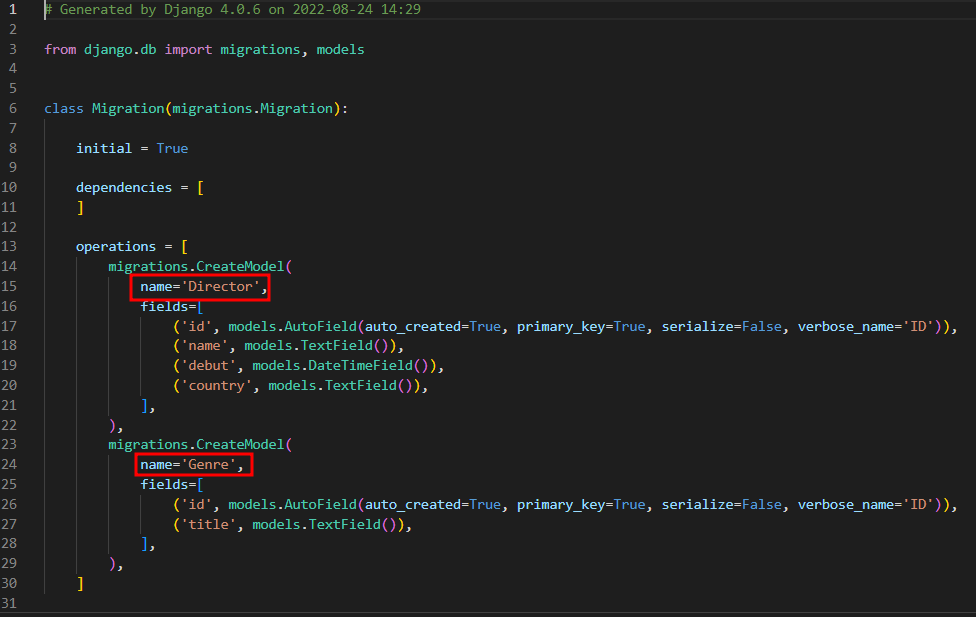 1 # Generated by Django 4.0.6 on 2022-08-24 14:29
2
3 from django.db import migrations, models
4
5
6 class Migration(migrations.Migration):
7
8     initial = True
9
10     dependencies = [
11     ]
12
13     operations = [
14         migrations.CreateModel(
15             name='Director',
16             fields=[
17                 ('id', models.AutoField(auto_created=True, primary_key=True, serialize=False, verbose_name='ID')),
18                 ('name', models.TextField()),
19                 ('debut', models.DateTimeField()),
20                 ('country', models.TextField()),
21             ],
22         ),
23         migrations.CreateModel(
24             name='Genre',
25             fields=[
26                 ('id', models.AutoField(auto_created=True, primary_key=True, serialize=False, verbose_name='ID')),
27                 ('title', models.TextField()),
28             ],
29         ),
30     ]
31